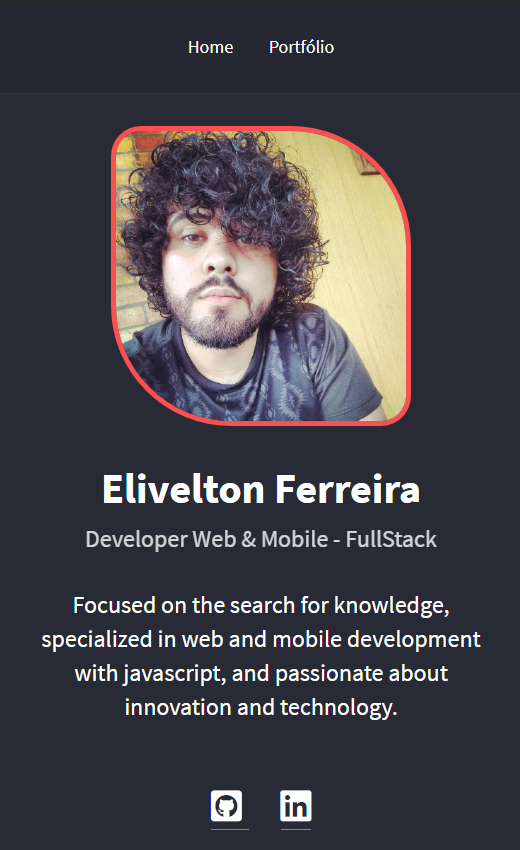 Home Portfólio
Elivelton Ferreira
Developer Web & Mobile - FullStack
Focused on the search for knowledge,
specialized in web and mobile development
with javascript, and passionate about
innovation and technology.
in